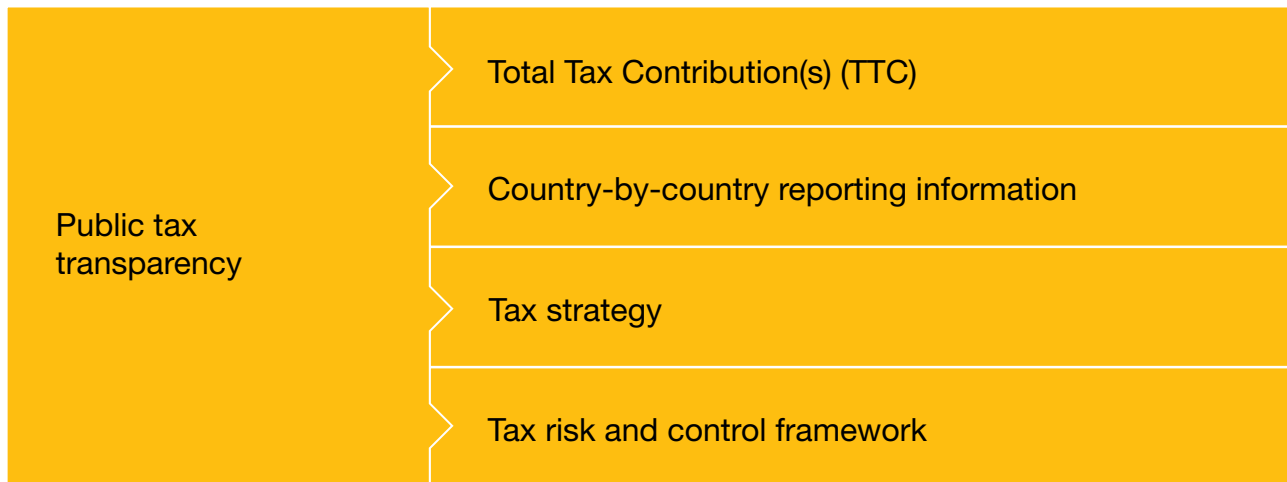 Public tax
transparency
Total Tax Contribution(s) (TTC)
Country-by-country reporting information
Tax strategy
Tax risk and control framework